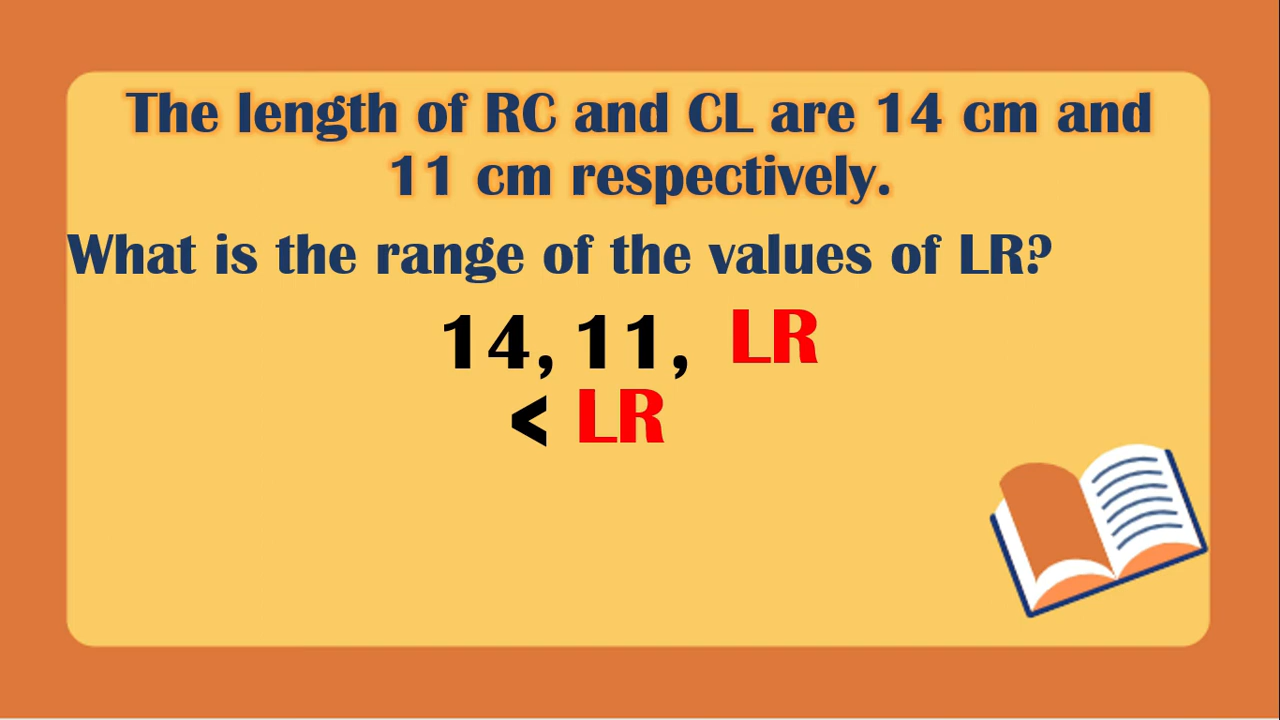 The length of RC and CL are 14 cm and
11 cm respectively.
What is the range of the values of LR?
14, 11, LR
< LR